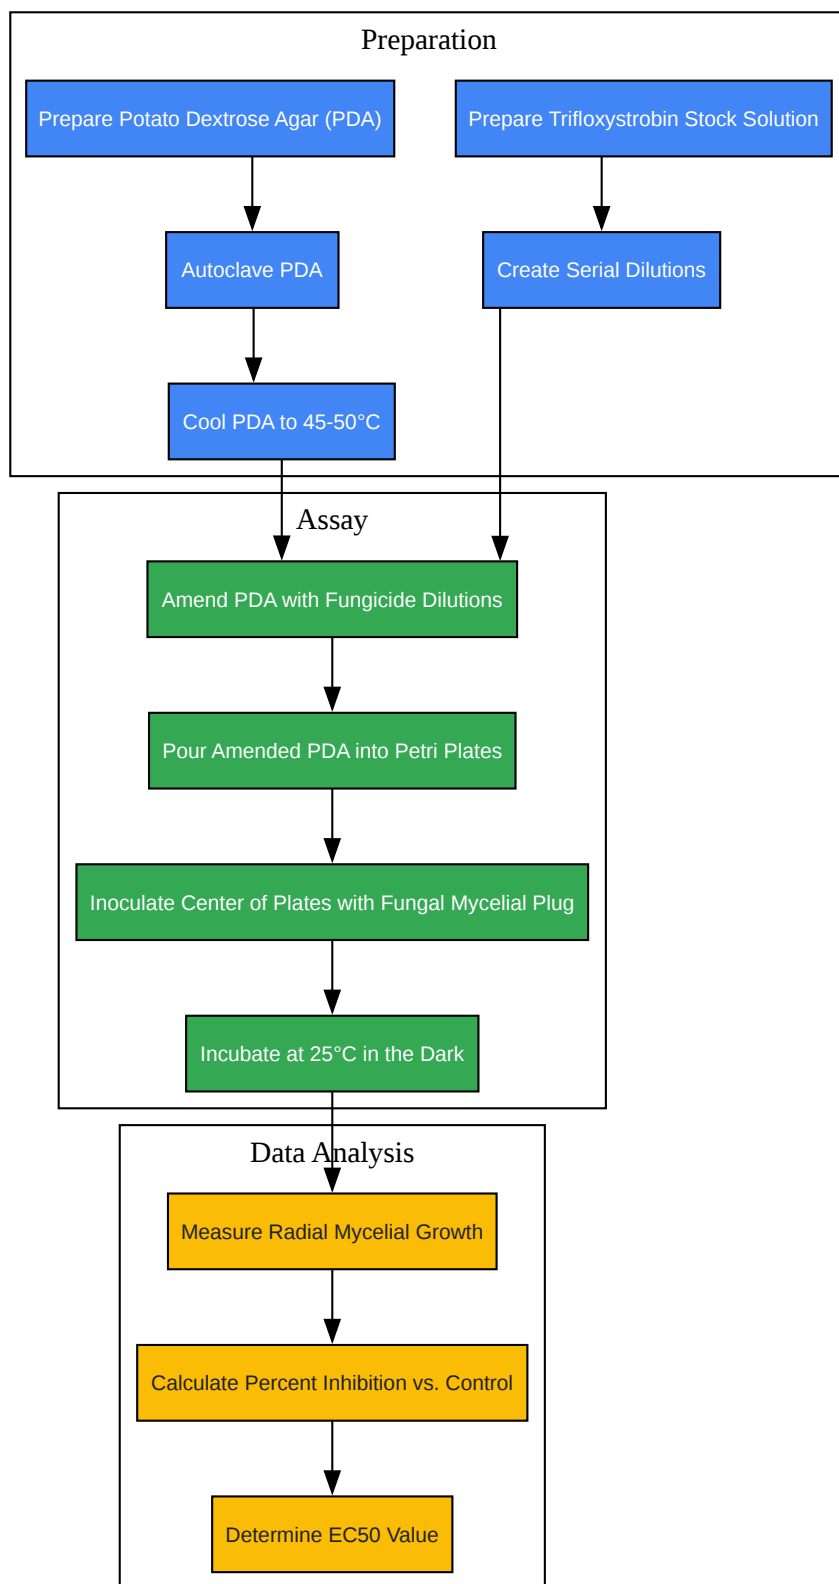 Preparation
Prepare Potato Dextrose Agar (PDA)
Prepare Trifloxystrobin Stock Solution
Autoclave PDA
Create Serial Dilutions
Cool PDA to 45-50°C
Assay
Amend PDA with Fungicide Dilutions
Pour Amended PDA into Petri Plates
Inoculate Center of Plates with Fungal Mycelial Plug
Incubate at 25°C in the Dark
Data Analysis
Measure Radial Mycelial Growth
Calculate Percent Inhibition vs. Control
Determine EC50 Value